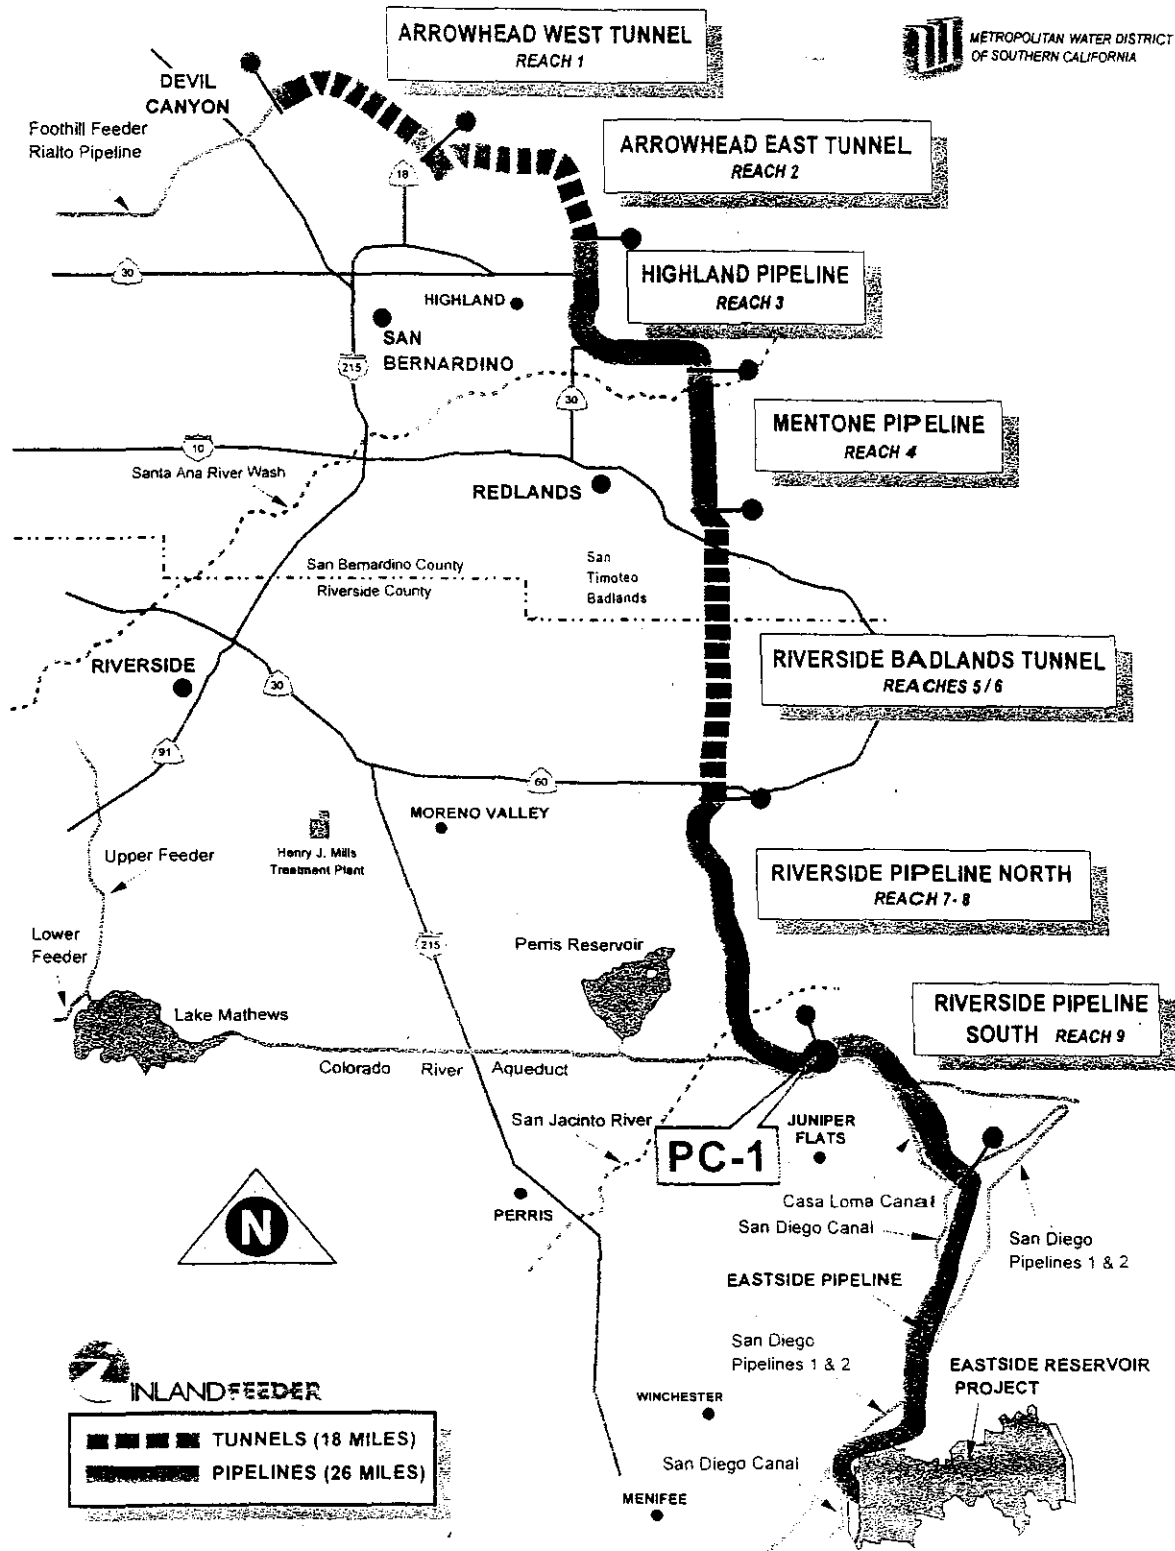 ARROWHEAD WEST TUNNEL
REACH 1
METROPOLITAN WATER DISTRICT
OF SOUTHERN CALIFORNIA
DEVIL
CANYON
Foothill Feeder
Rialto Pipeline
ARROWHEAD EAST TUNNEL
REACH 2
18
HIGHLAND PIPELINE
REACH 3
30
HIGHLAND
SAN
BERNARDINO
215
30
MENTONE PIPELINE
REACH 4
10
Santa Ana River Wash
REDLANDS
San Bernardino County
Riverside County
San
Timoteo
Badlands
RIVERSIDE
30
RIVERSIDE BADLANDS TUNNEL
REACHES 5/6
91
60
MORENO VALLEY
Henry J. Mills
Treatment Plant
Upper Feeder
RIVERSIDE PIPELINE NORTH
REACH 7-8
Lower
Feeder
215
Perris Reservoir
Lake Mathews
RIVERSIDE PIPELINE
SOUTH REACH 9
Colorado River Aqueduct
San Jacinto River
JUNIPER
FLATS
PC-1
PERRIS
Casa Loma Canal
San Diego Canal
San Diego
Pipelines 1 & 2
N
EASTSIDE PIPELINE
San Diego
Pipelines 1 & 2
EASTSIDE RESERVOIR
PROJECT
INLAND FEEDER
WINCHESTER
TUNNELS (18 MILES)
PIPELINES (26 MILES)
San Diego Canal
MENIFEE